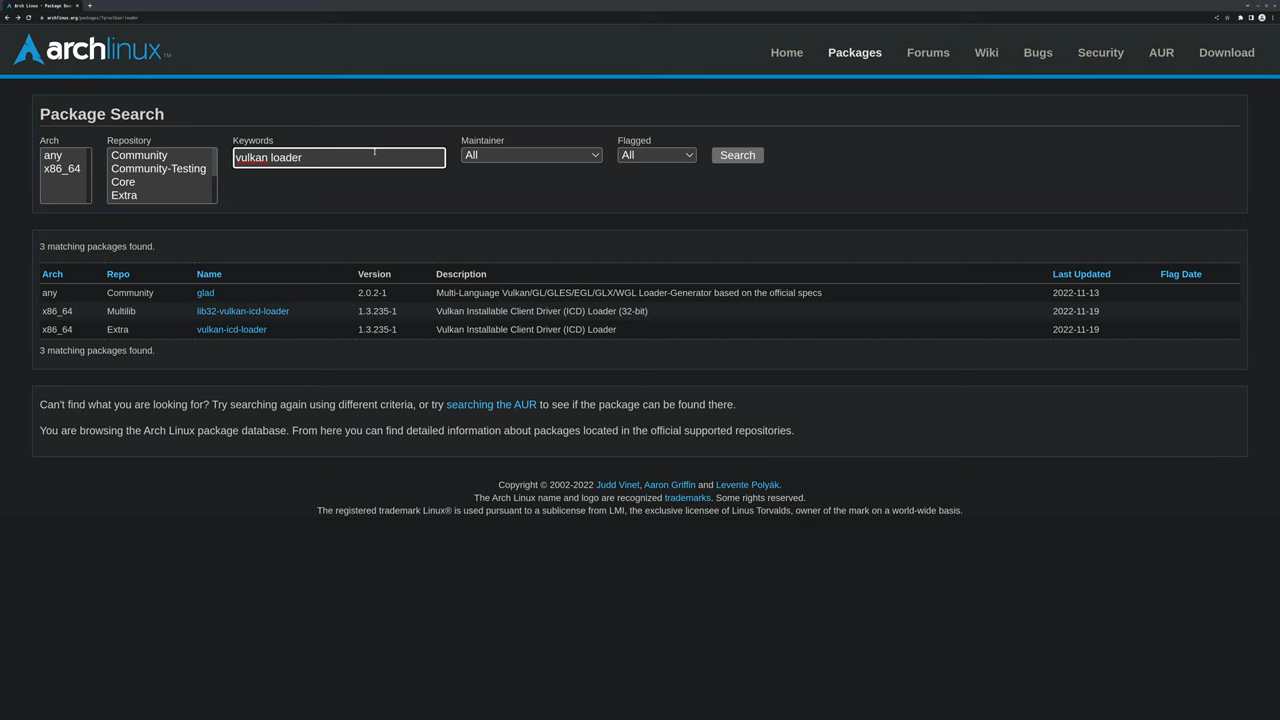 Arch Linux - Package Sea
archlinux.org/packages/?q=vulkan+loader
archlinux™
Home Packages Forums Wiki Bugs Security AUR Download
Package Search
Arch Repository Keywords Maintainer Flagged
any Community vulkan loader All All Search
x86_64 Community-Testing
Core
Extra
3 matching packages found.
Arch Repo Name Version Description Last Updated Flag Date
any Community glad 2.0.2-1 Multi-Language Vulkan/GL/GLES/EGL/GLX/WGL Loader-Generator based on the official specs 2022-11-13
x86_64 Multilib lib32-vulkan-icd-loader 1.3.235-1 Vulkan Installable Client Driver (ICD) Loader (32-bit) 2022-11-19
x86_64 Extra vulkan-icd-loader 1.3.235-1 Vulkan Installable Client Driver (ICD) Loader 2022-11-19
3 matching packages found.
Can't find what you are looking for? Try searching again using different criteria, or try searching the AUR to see if the package can be found there.
You are browsing the Arch Linux package database. From here you can find detailed information about packages located in the official supported repositories.
Copyright © 2002-2022 Judd Vinet, Aaron Griffin and Levente Polyák.
The Arch Linux name and logo are recognized trademarks. Some rights reserved.
The registered trademark Linux® is used pursuant to a sublicense from LMI, the exclusive licensee of Linus Torvalds, owner of the mark on a world-wide basis.